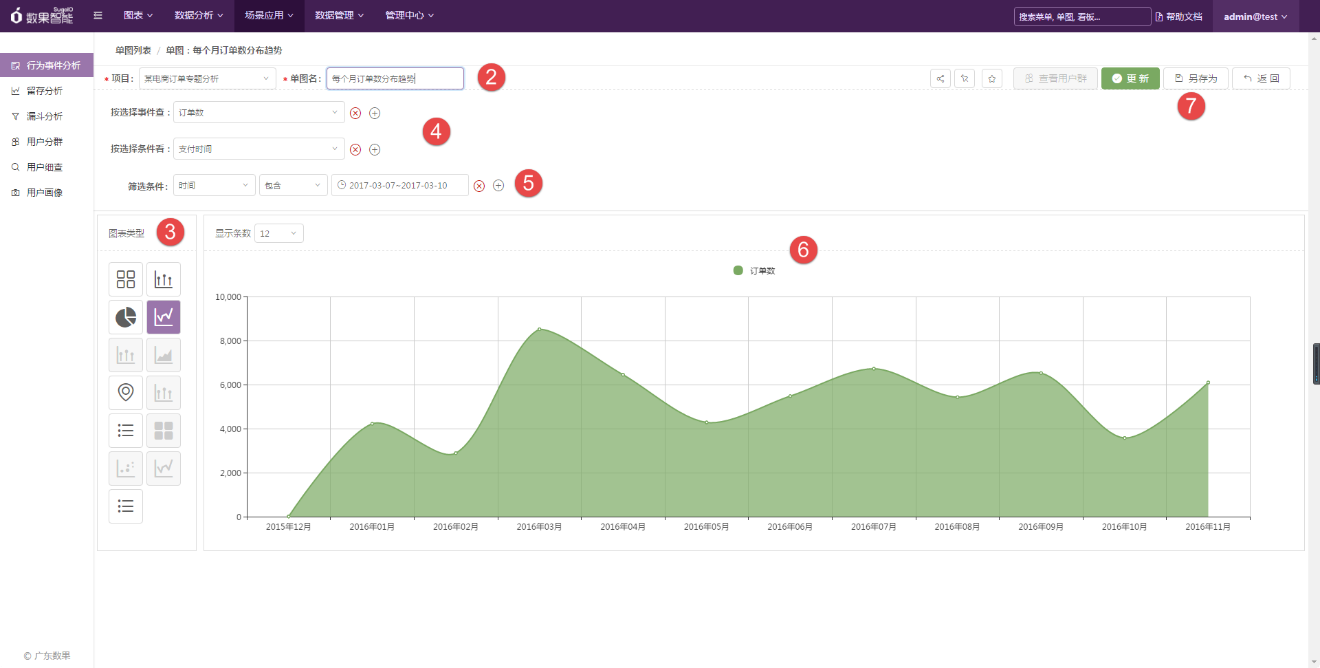 数果智能 SugoIO 图表 数据分析 场景应用 数据管理 管理中心 搜索菜单, 单图, 看板... 帮助文档 admin@test
行为事件分析
留存分析
漏斗分析
用户分群
用户细查
用户画像
© 广东数果
单图列表 / 单图：每个月订单数分布趋势
* 项目： 某电商订单专题分析 * 单图名： 每个月订单数分布趋势 2 查看用户群 更 新 另存为 返 回
7
按选择事件查： 订单数
4
按选择条件看： 支付时间
筛选条件： 时间 包含 2017-03-07~2017-03-10 5
图表类型 3
显示条数 12
6
订单数
10,000
8,000
6,000
4,000
2,000
0
2015年12月 2016年01月 2016年02月 2016年03月 2016年04月 2016年05月 2016年06月 2016年07月 2016年08月 2016年09月 2016年10月 2016年11月